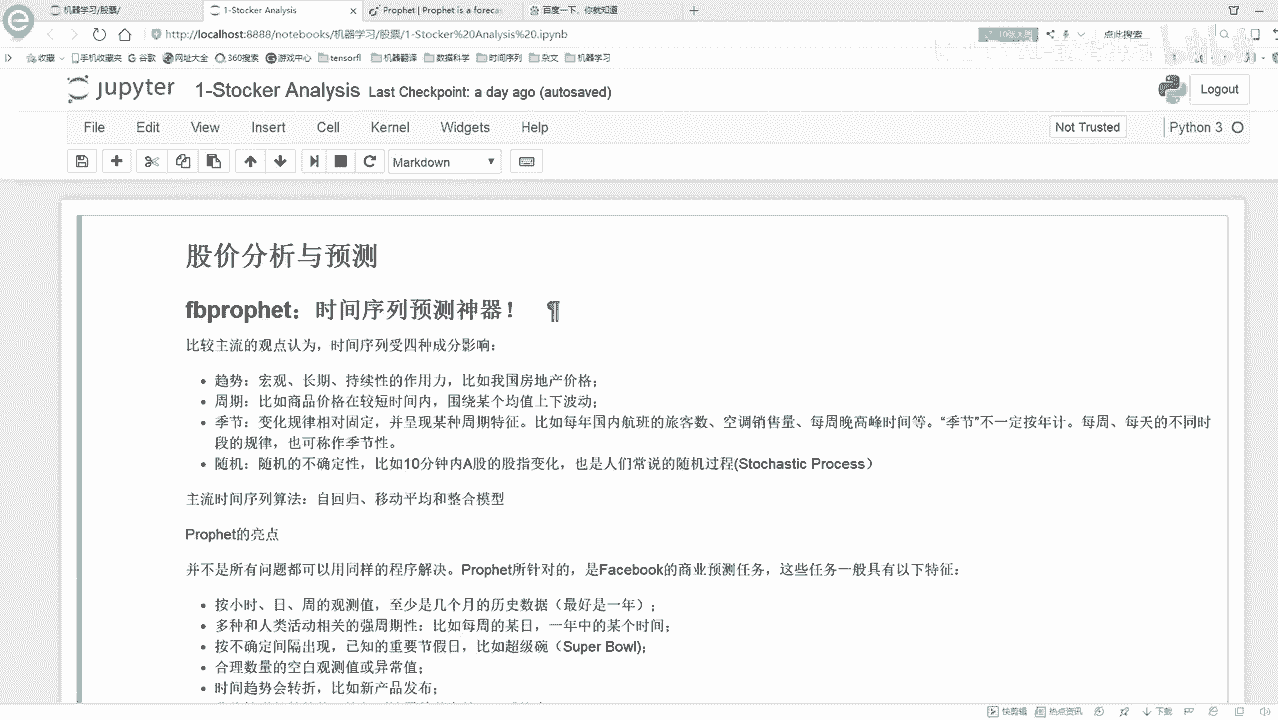 机器学习/股票/
1-Stocker Analysis
Prophet | Prophet is a foreca
百度一下，你就知道
http://localhost:8888/notebooks/机器学习/股票/1-Stocker%20Analysis%20.ipynb
点此搜索
收藏 手机收藏夹 谷歌 网址大全 360搜索 游戏中心 tensorfl 机器翻译 数据科学 时间序列 杂文 机器学习
jupyter 1-Stocker Analysis Last Checkpoint: a day ago (autosaved)
Logout
File Edit View Insert Cell Kernel Widgets Help
Not Trusted
Python 3
Markdown
股价分析与预测
fbprophet：时间序列预测神器！ ¶
比较主流的观点认为，时间序列受四种成分影响：
• 趋势：宏观、长期、持续性的作用力，比如我国房地产价格；
• 周期：比如商品价格在较短时间内，围绕某个均值上下波动；
• 季节：变化规律相对固定，并呈现某种周期特征。比如每年国内航班的旅客数、空调销售量、每周晚高峰时间等。“季节”不一定按年计。每周、每天的不同时
段的规律，也可称作季节性。
• 随机：随机的不确定性，比如10分钟内A股的股指变化，也是人们常说的随机过程(Stochastic Process）
主流时间序列算法：自回归、移动平均和整合模型
Prophet的亮点
并不是所有问题都可以用同样的程序解决。Prophet所针对的，是Facebook的商业预测任务，这些任务一般具有以下特征：
• 按小时、日、周的观测值，至少是几个月的历史数据（最好是一年）；
• 多种和人类活动相关的强周期性：比如每周的某日，一年中的某个时间；
• 按不确定间隔出现，已知的重要节假日，比如超级碗（Super Bowl)；
• 合理数量的空白观测值或异常值；
• 时间趋势会转折，比如新产品发布；
快剪辑 热点资讯 下载